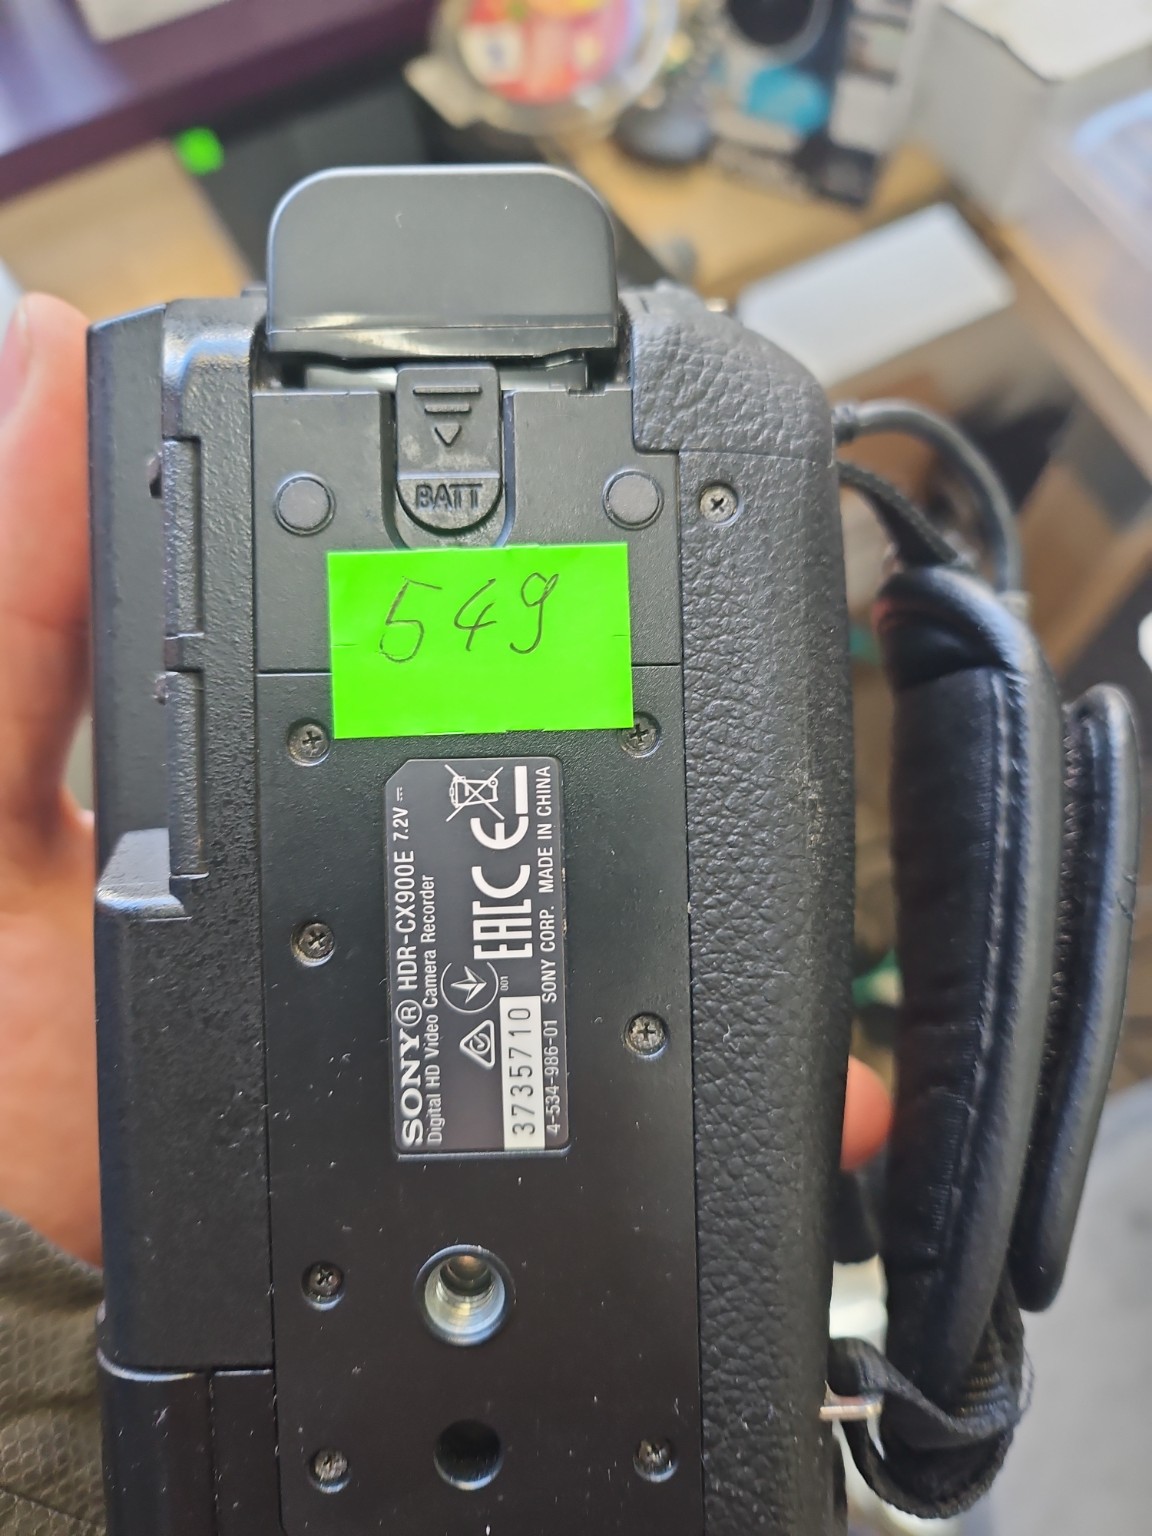 BATT
549
SONY® HDR-CX900E 7.2V ⎓
Digital HD Video Camera Recorder
001
EAC CE
3735710
4-534-986-01 SONY CORP. MADE IN CHINA